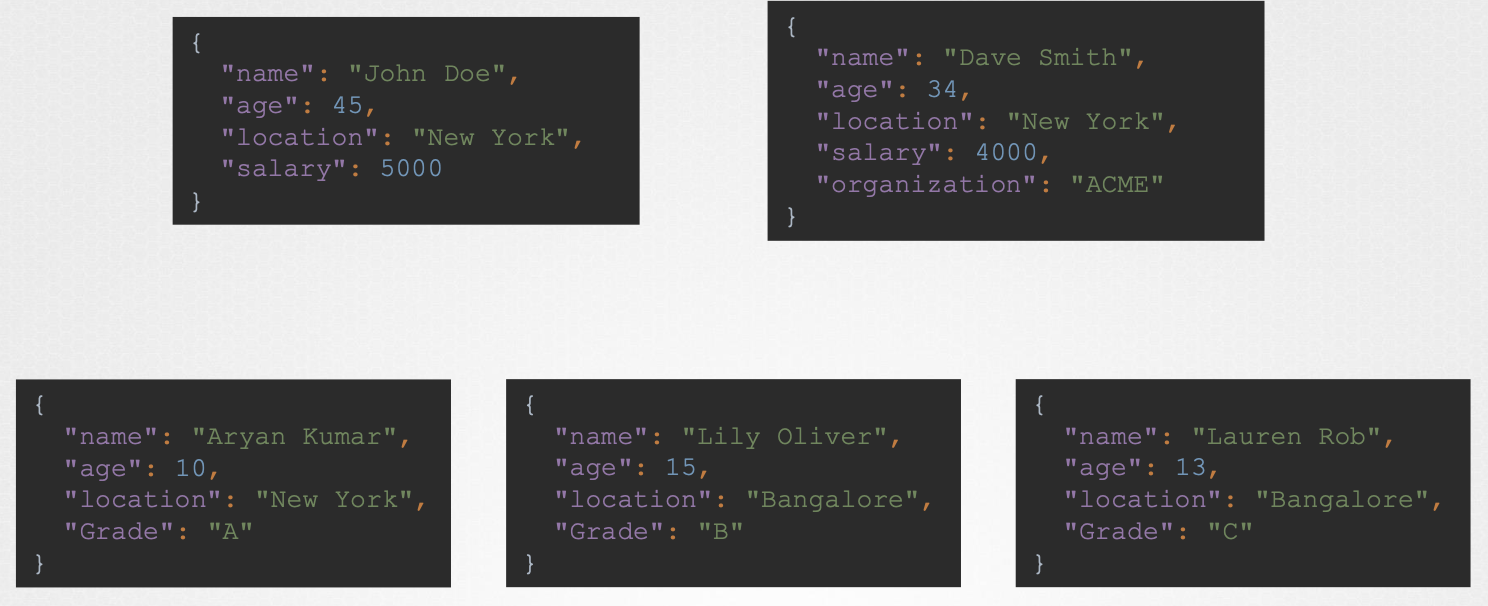 {
  "name": "John Doe",
  "age": 45,
  "location": "New York",
  "salary": 5000
}
{
  "name": "Dave Smith",
  "age": 34,
  "location": "New York",
  "salary": 4000,
  "organization": "ACME"
}
{
  "name": "Aryan Kumar",
  "age": 10,
  "location": "New York",
  "Grade": "A"
}
{
  "name": "Lily Oliver",
  "age": 15,
  "location": "Bangalore",
  "Grade": "B"
}
{
  "name": "Lauren Rob",
  "age": 13,
  "location": "Bangalore",
  "Grade": "C"
}